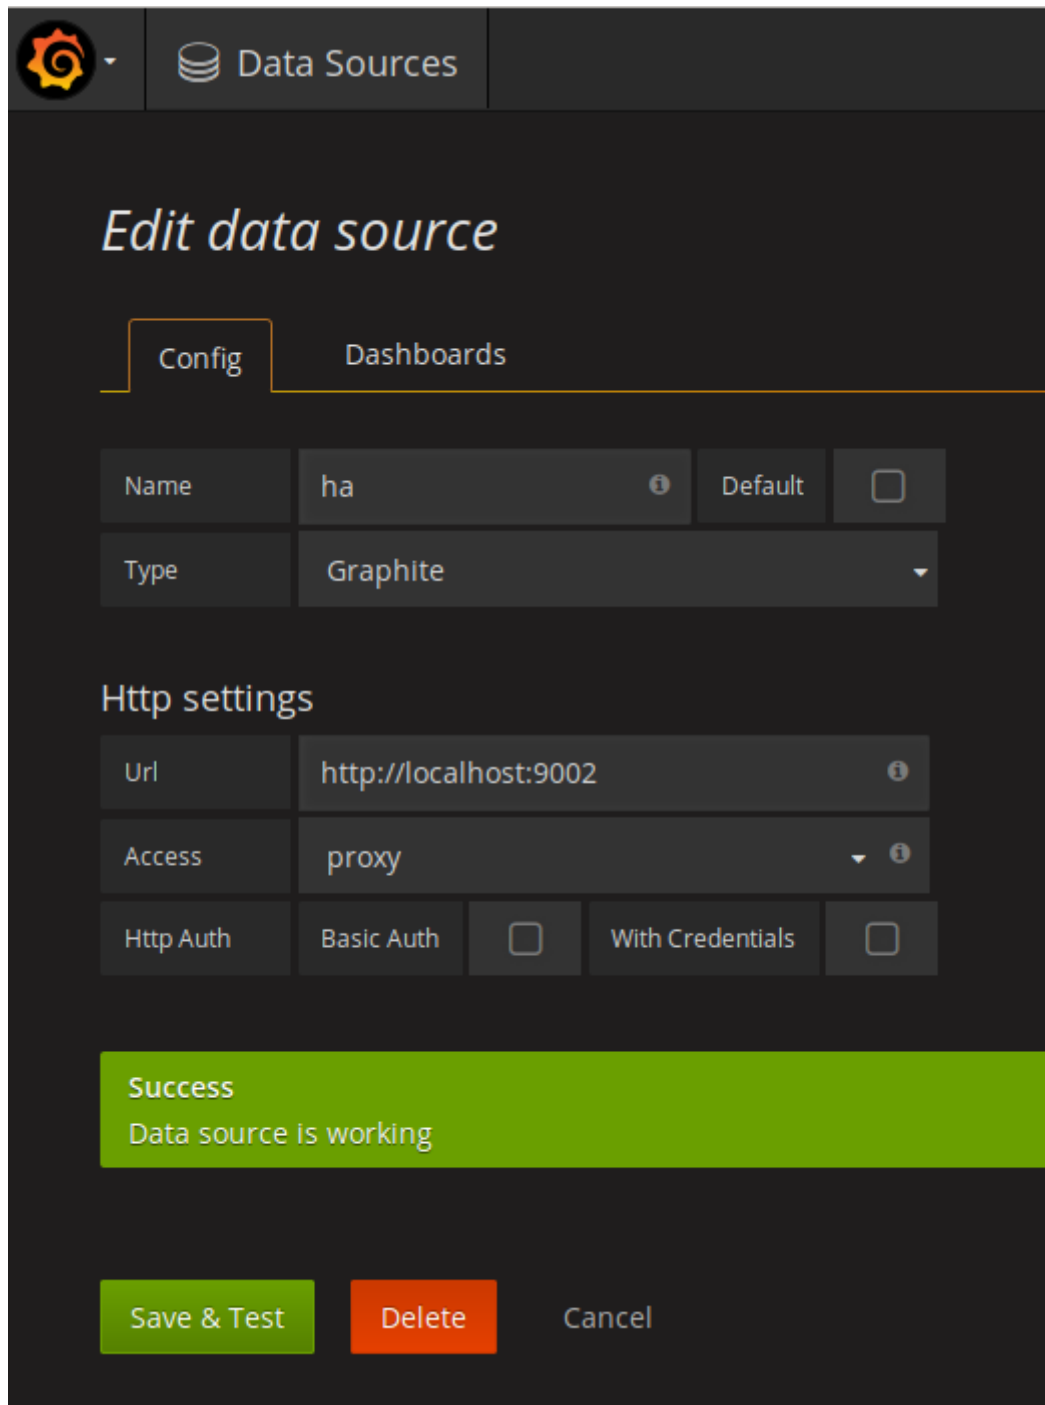 Data Sources
Edit data source
Config Dashboards
Name ha Default
Type Graphite
Http settings
Url http://localhost:9002
Access proxy
Http Auth Basic Auth With Credentials
Success
Data source is working
Save & Test Delete Cancel